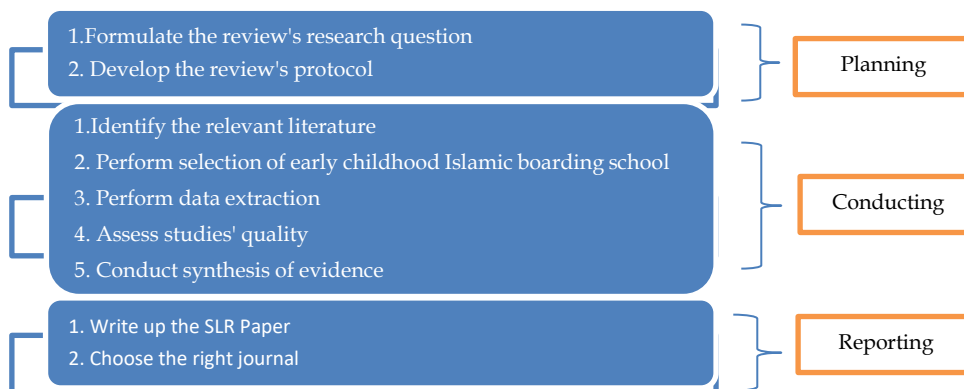 1.Formulate the review's research question
2. Develop the review's protocol
Planning
1.Identify the relevant literature
2. Perform selection of early childhood Islamic boarding school
3. Perform data extraction
4. Assess studies' quality
5. Conduct synthesis of evidence
Conducting
1. Write up the SLR Paper
2. Choose the right journal
Reporting